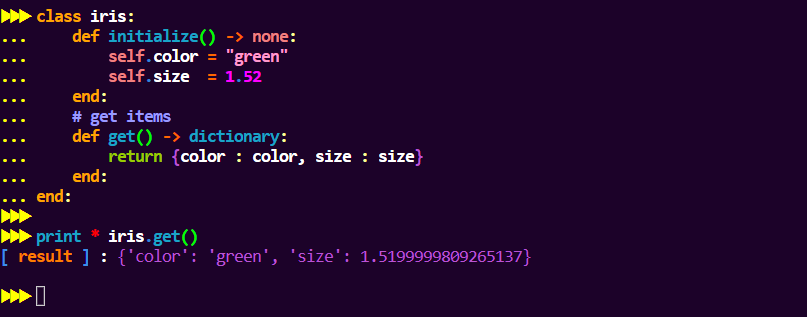 >>> class iris:
...     def initialize() -> none:
...         self.color = "green"
...         self.size  = 1.52
...     end:
...     # get items
...     def get() -> dictionary:
...         return {color : color, size : size}
...     end:
... end:
>>>
>>> print * iris.get()
[ result ] : {'color': 'green', 'size': 1.5199999809265137}
>>>